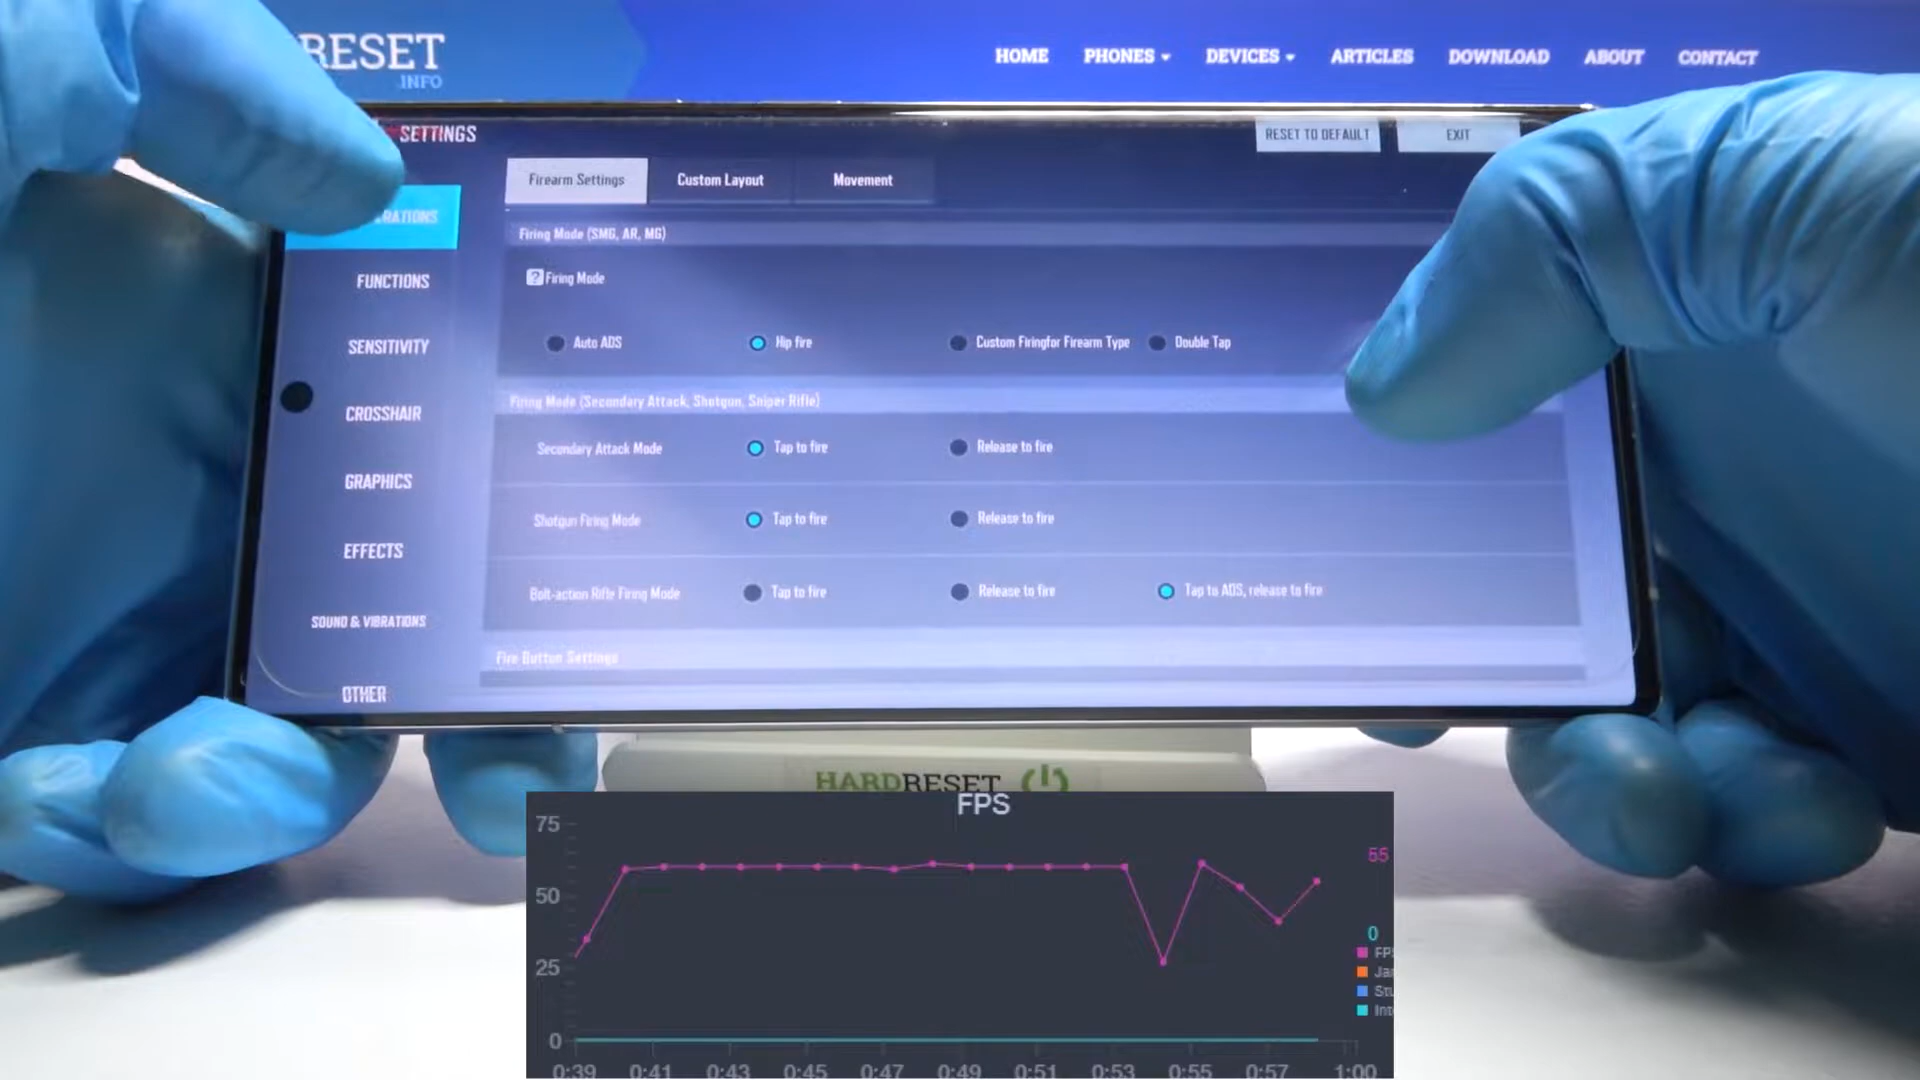 RESET
.INFO
HOME PHONES DEVICES ARTICLES DOWNLOAD ABOUT CONTACT
SETTINGS
RESET TO DEFAULT EXIT
Firearm Settings Custom Layout Movement
FUNCTIONS
SENSITIVITY
CROSSHAIR
GRAPHICS
EFFECTS
SOUND & VIBRATIONS
OTHER
Firing Mode (SMG, AR, MG)
? Firing Mode
Auto ADS Hip fire Custom Firingfor Firearm Type Double Tap
Firing Mode (Secondary Attack, Shotgun, Sniper Rifle)
Secondary Attack Mode Tap to fire Release to fire
Shotgun Firing Mode Tap to fire Release to fire
Bolt-action Rifle Firing Mode Tap to fire Release to fire Tap to ADS, release to fire
Fire Button Settings
HARDRESET
FPS
75
50
25
0
55
0
0:39 0:41 0:43 0:45 0:47 0:49 0:51 0:53 0:55 0:57 1:00